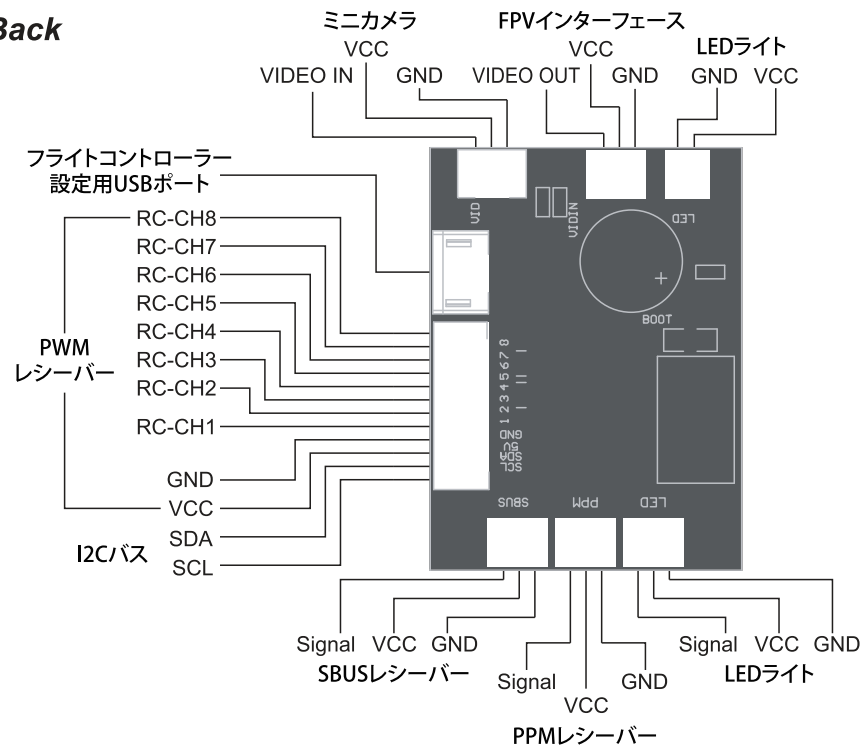 Back
ミニカメラ
VCC
VIDEO IN
GND
FPVインターフェース
VCC
VIDEO OUT
GND
LEDライト
GND
VCC
フライトコントローラー
設定用USBポート
RC-CH8
RC-CH7
RC-CH6
RC-CH5
RC-CH4
RC-CH3
RC-CH2
RC-CH1
PWM
レシーバー
GND
VCC
SDA
SCL
I2Cバス
VID
VIDIN
LED
BOOT
1 2 3 4 5 6 7 8
GND
5V
SDA
SCL
SBUS
PPM
LED
Signal
VCC
GND
SBUSレシーバー
Signal
VCC
GND
PPMレシーバー
Signal
VCC
GND
LEDライト